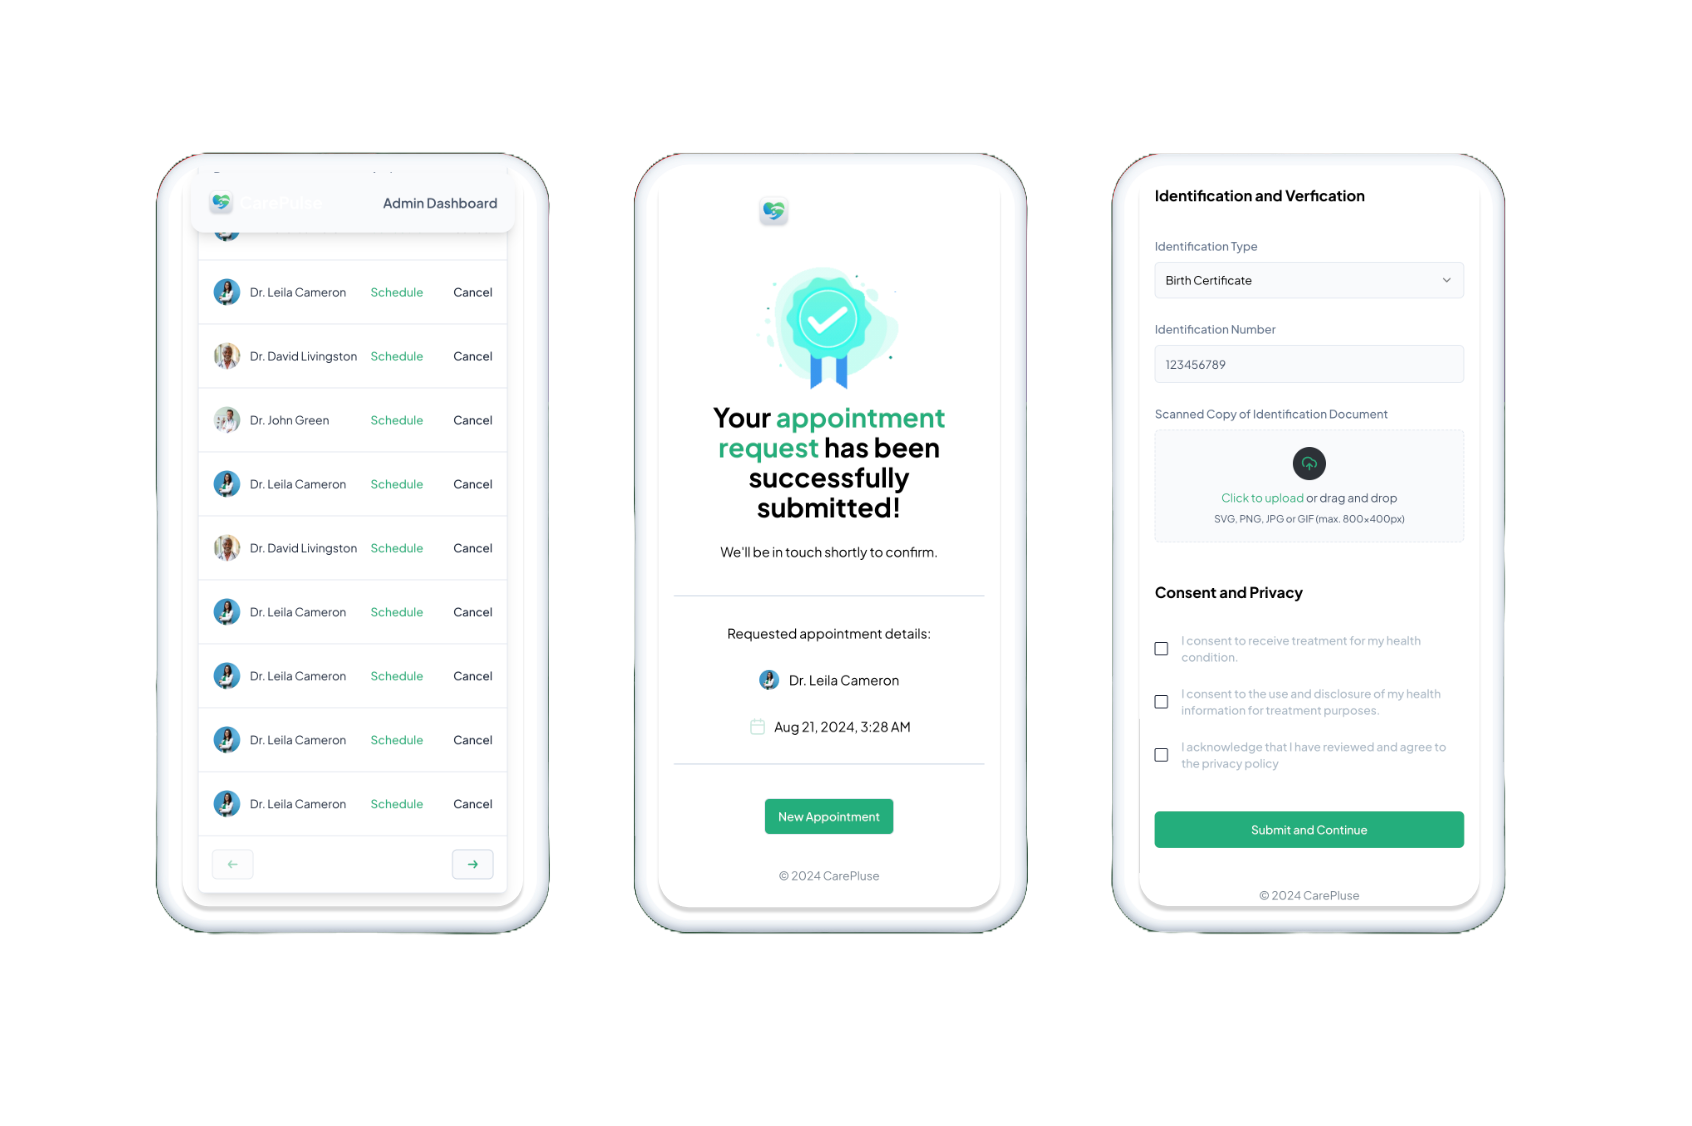 CarePulse
Admin Dashboard
Dr. Leila Cameron Schedule Cancel
Dr. David Livingston Schedule Cancel
Dr. John Green Schedule Cancel
Dr. Leila Cameron Schedule Cancel
Dr. David Livingston Schedule Cancel
Dr. Leila Cameron Schedule Cancel
Dr. Leila Cameron Schedule Cancel
Dr. Leila Cameron Schedule Cancel
Dr. Leila Cameron Schedule Cancel
Your appointment
request has been
successfully
submitted!
We'll be in touch shortly to confirm.
Requested appointment details:
Dr. Leila Cameron
Aug 21, 2024, 3:28 AM
New Appointment
© 2024 CarePluse
Identification and Verfication
Identification Type
Birth Certificate
Identification Number
123456789
Scanned Copy of Identification Document
Click to upload or drag and drop
SVG, PNG, JPG or GIF (max. 800x400px)
Consent and Privacy
I consent to receive treatment for my health
condition.
I consent to the use and disclosure of my health
information for treatment purposes.
I acknowledge that I have reviewed and agree to
the privacy policy
Submit and Continue
© 2024 CarePluse